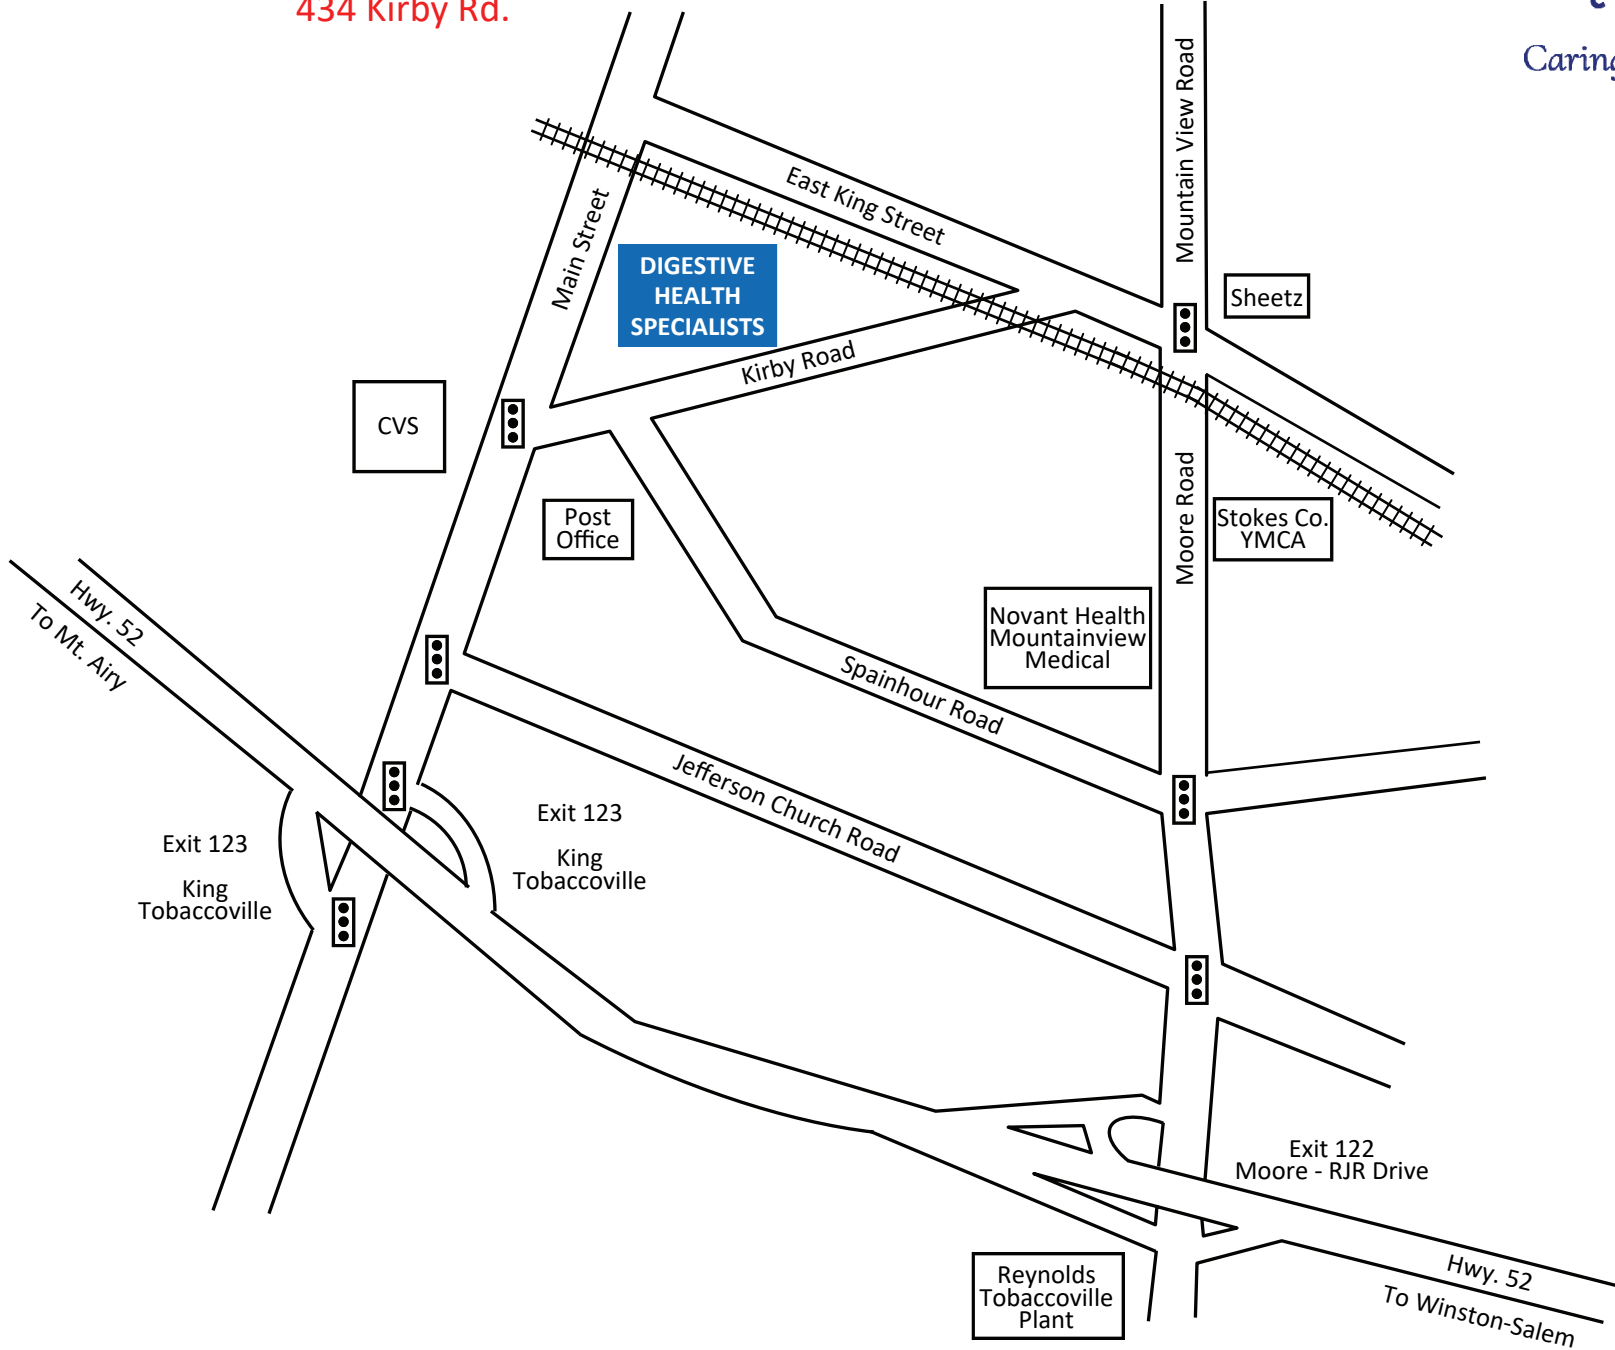 434 Kirby Rd.
Caring
Mountain View Road
East King Street
Main Street
DIGESTIVE
HEALTH
SPECIALISTS
Sheetz
Kirby Road
CVS
Post
Office
Moore Road
Stokes Co.
YMCA
Novant Health
Mountainview
Medical
Hwy. 52
To Mt. Airy
Spainhour Road
Jefferson Church Road
Exit 123
King
Tobaccoville
Exit 123
King
Tobaccoville
Exit 122
Moore - RJR Drive
Reynolds
Tobaccoville
Plant
Hwy. 52
To Winston-Salem